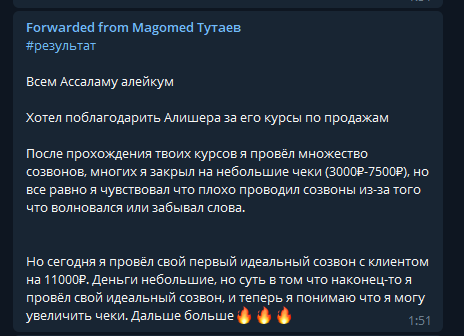 Forwarded from Magomed Тутаев
#результат
Всем Ассаламу алейкум
Хотел поблагодарить Алишера за его курсы по продажам
После прохождения твоих курсов я провёл множество
созвонов, многих я закрыл на небольшие чеки (3000₽-7500₽), но
все равно я чувствовал что плохо проводил созвоны из-за того
что волновался или забывал слова.
Но сегодня я провёл свой первый идеальный созвон с клиентом
на 11000₽. Деньги небольшие, но суть в том что наконец-то я
провёл свой идеальный созвон, и теперь я понимаю что я могу
увеличить чеки. Дальше больше🔥🔥🔥
1:51